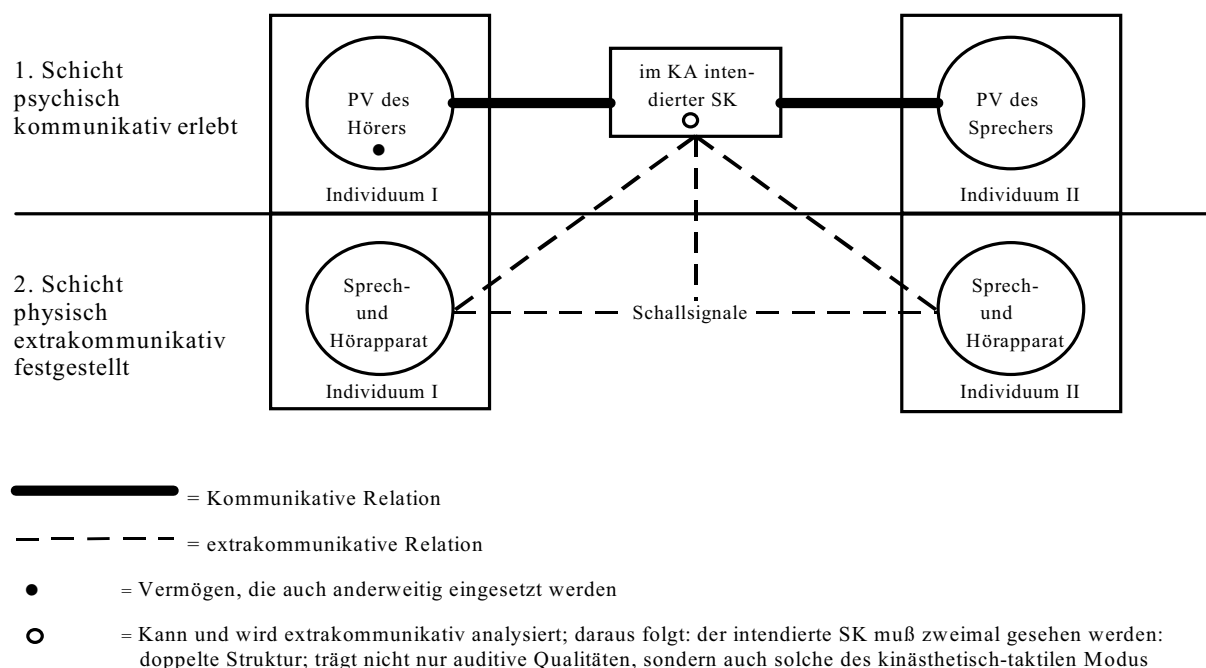 1. Schicht
psychisch
kommunikativ erlebt
PV des
Hörers
Individuum I
im KA inten-
dierter SK
PV des
Sprechers
Individuum II
2. Schicht
physisch
extrakommunikativ
festgestellt
Sprech-
und
Hörapparat
Individuum I
Schallsignale
Sprech-
und
Hörapparat
Individuum II
= Kommunikative Relation
= extrakommunikative Relation
= Vermögen, die auch anderweitig eingesetzt werden
= Kann und wird extrakommunikativ analysiert; daraus folgt: der intendierte SK muß zweimal gesehen werden:
doppelte Struktur; trägt nicht nur auditive Qualitäten, sondern auch solche des kinästhetisch-taktilen Modus